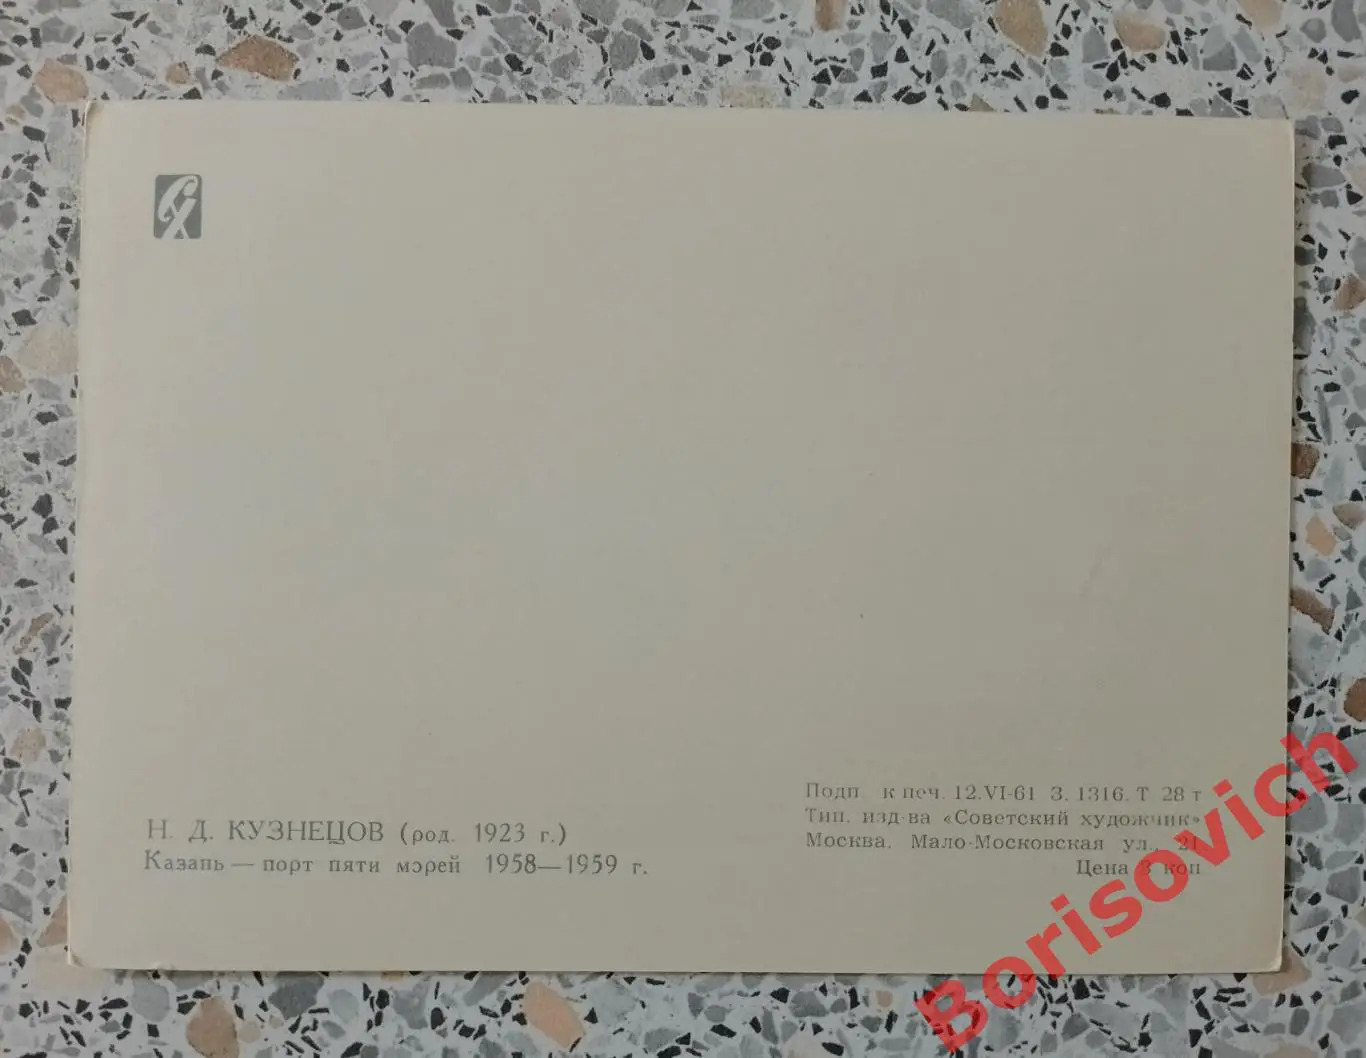 СХ
Н. Д. КУЗНЕЦОВ (род. 1923 г.)
Казань — порт пяти морей 1958—1959 г.
Подп. к печ. 12.VI-61 З. 1316. Т 28 т
Тип. изд-ва «Советский художник»
Москва. Мало-Московская ул., 21
Цена 3 коп
Borisovich